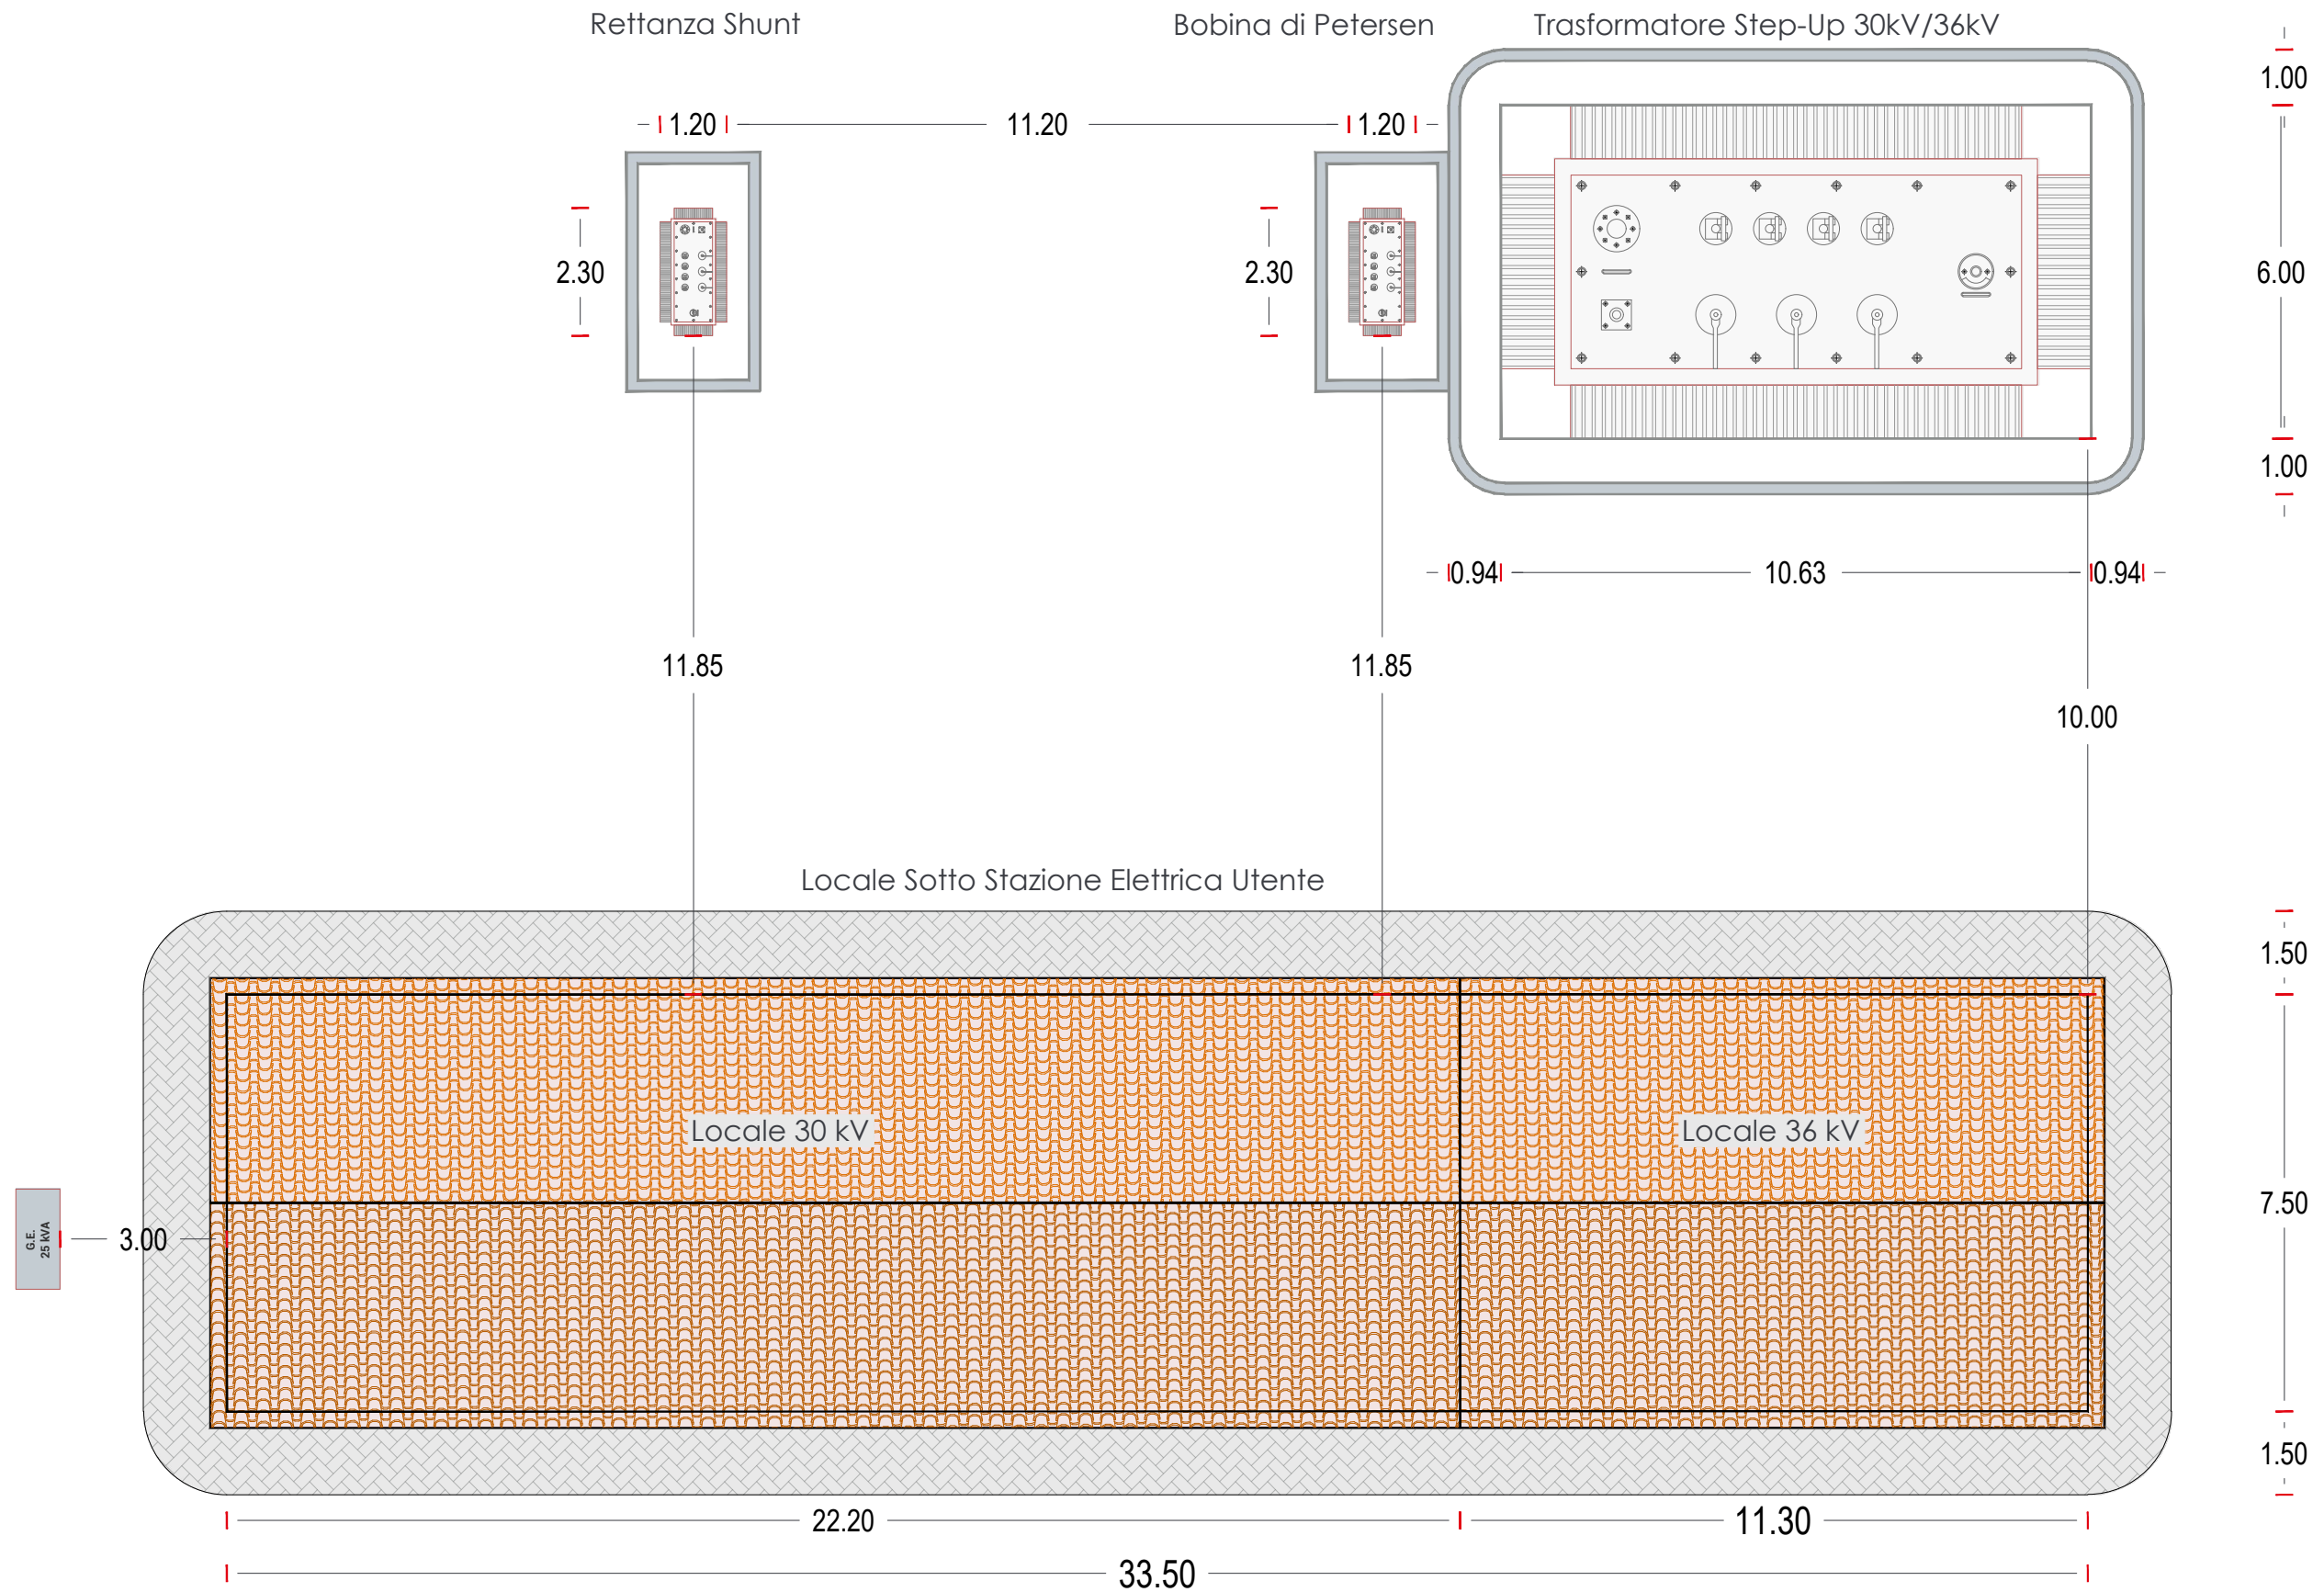 Rettanza Shunt
Bobina di Petersen
Trasformatore Step-Up 30kV/36kV
1.00
1.20
11.20
1.20
2.30
2.30
6.00
1.00
0.94
10.63
0.94
11.85
11.85
10.00
Locale Sotto Stazione Elettrica Utente
1.50
Locale 30 kV
Locale 36 kV
7.50
G.E.
25 kVA
3.00
1.50
22.20
11.30
33.50